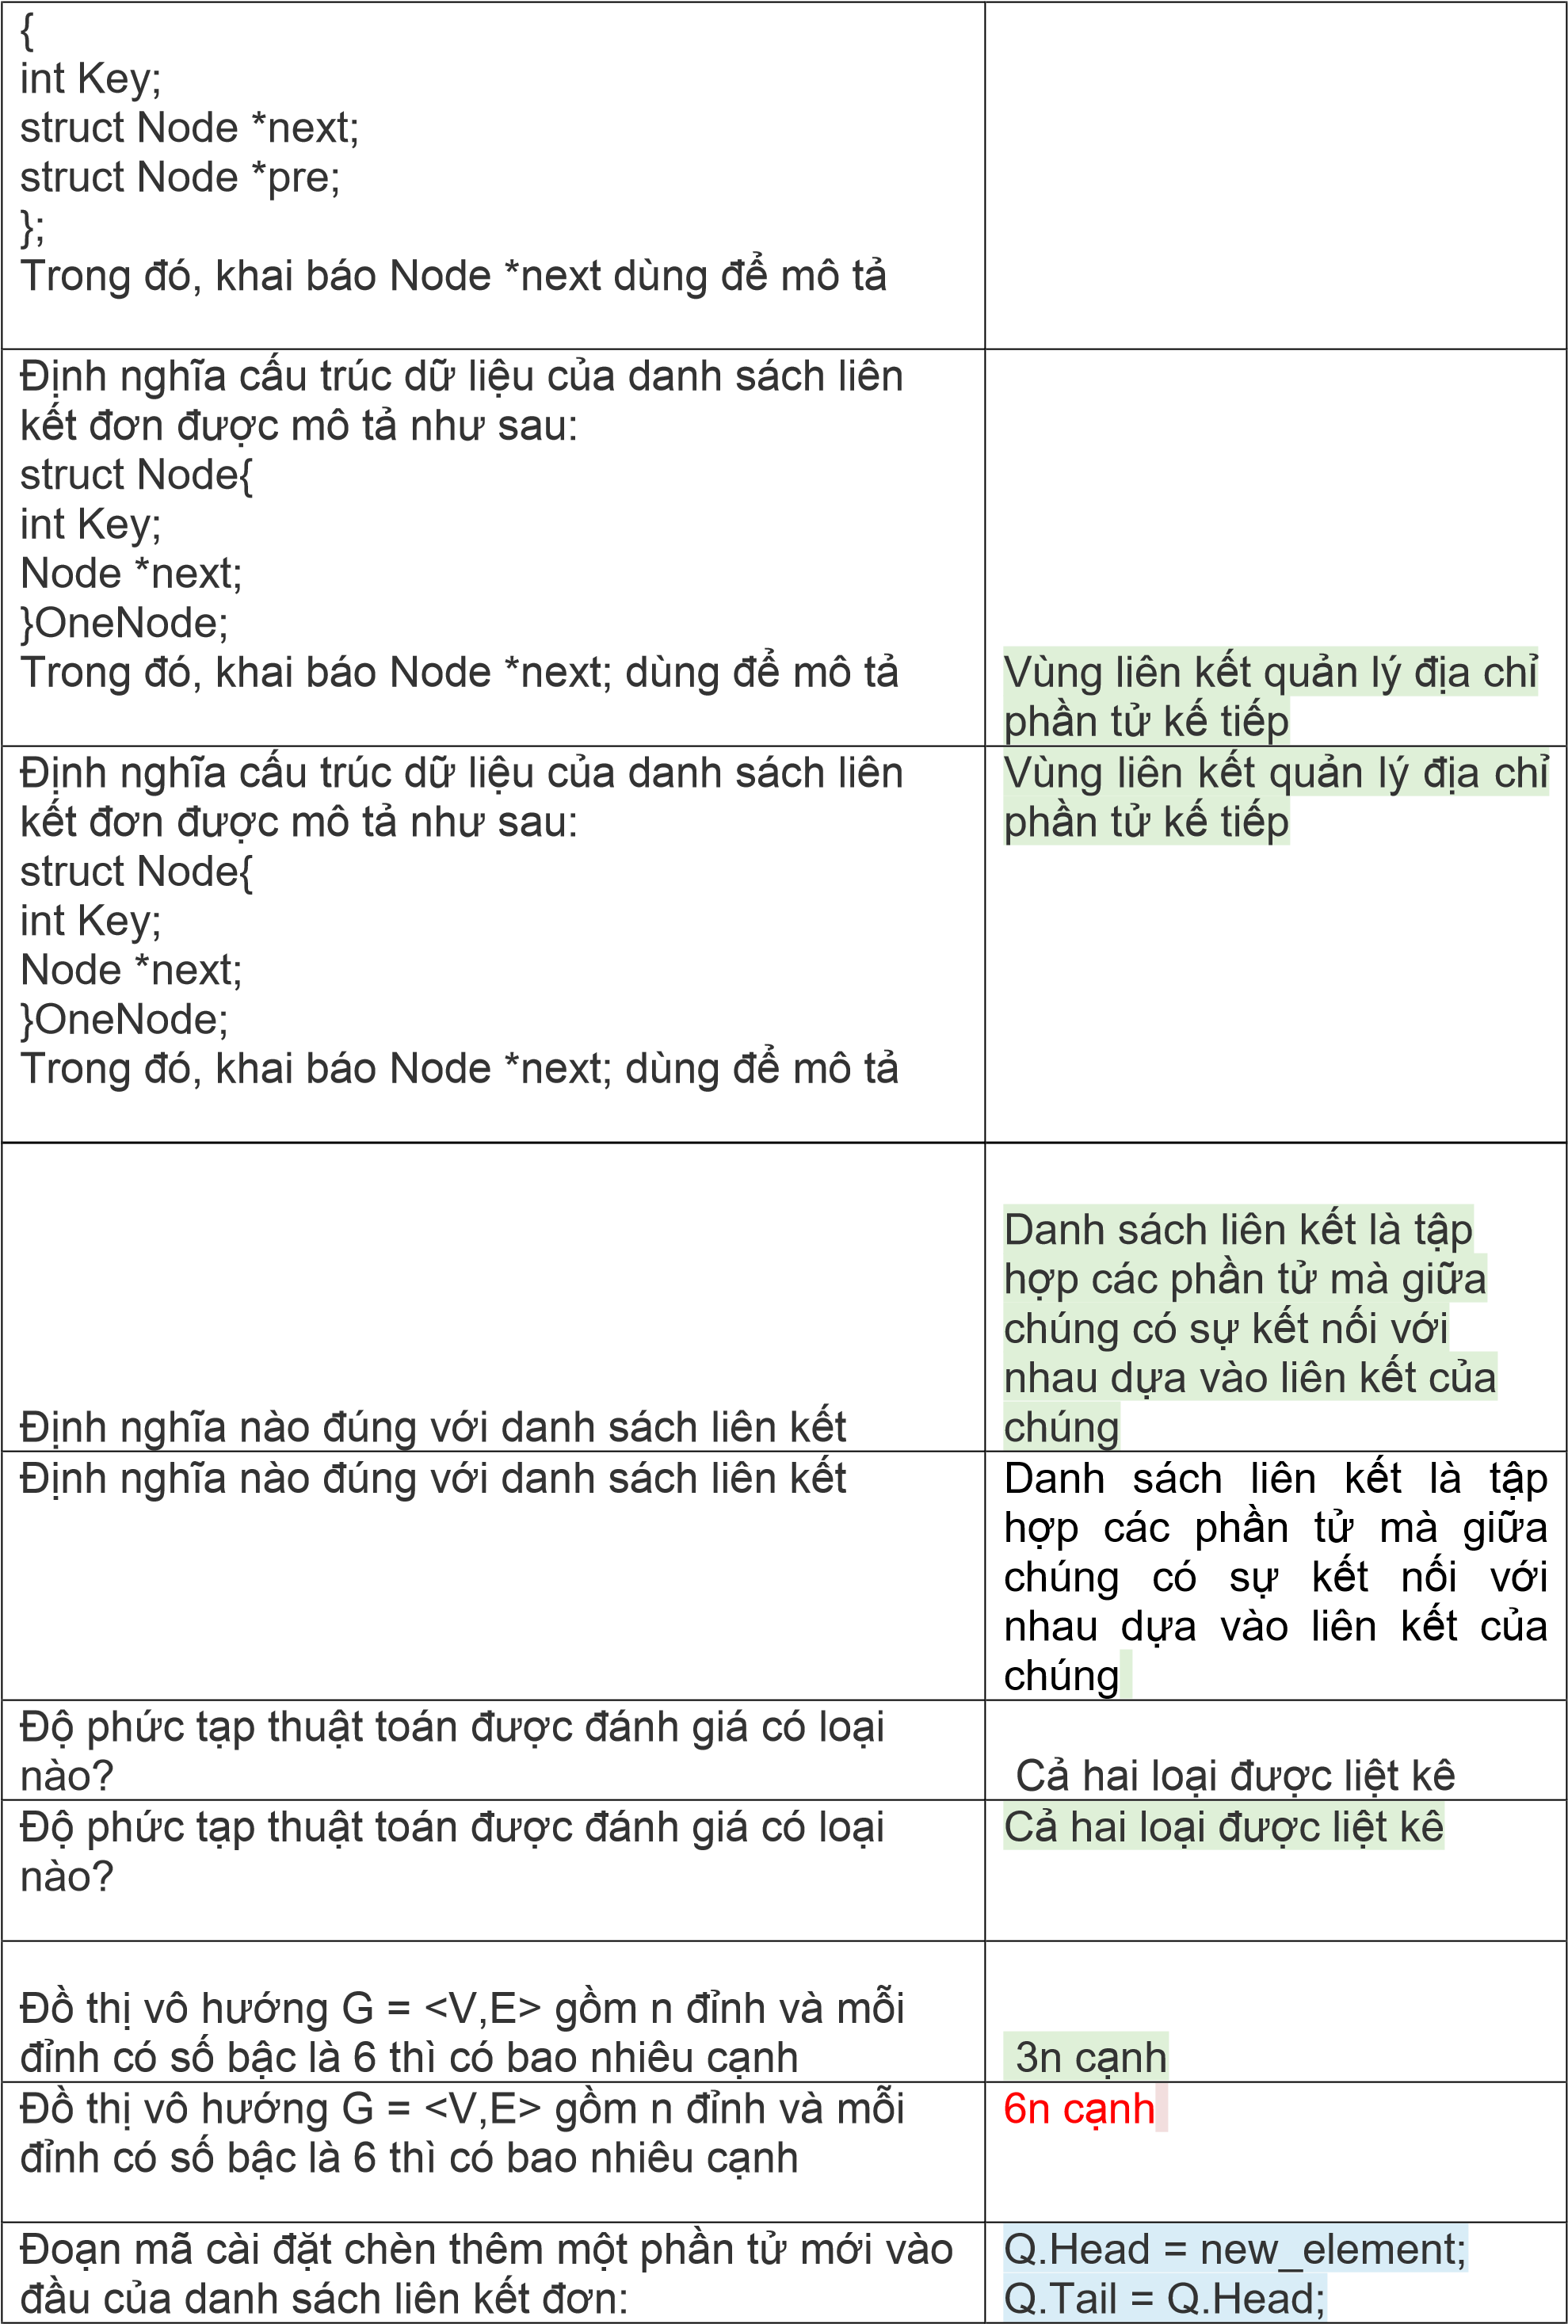 {
int Key;
struct Node *next;
struct Node *pre;
};
Trong đó, khai báo Node *next dùng để mô tả
Định nghĩa cấu trúc dữ liệu của danh sách liên
kết đơn được mô tả như sau:
struct Node{
int Key;
Node *next;
}OneNode;
Trong đó, khai báo Node *next; dùng để mô tả
Vùng liên kết quản lý địa chỉ
phần tử kế tiếp
Định nghĩa cấu trúc dữ liệu của danh sách liên
kết đơn được mô tả như sau:
struct Node{
int Key;
Node *next;
}OneNode;
Trong đó, khai báo Node *next; dùng để mô tả
Vùng liên kết quản lý địa chỉ
phần tử kế tiếp
Định nghĩa nào đúng với danh sách liên kết
Danh sách liên kết là tập
hợp các phần tử mà giữa
chúng có sự kết nối với
nhau dựa vào liên kết của
chúng
Định nghĩa nào đúng với danh sách liên kết
Danh sách liên kết là tập
hợp các phần tử mà giữa
chúng có sự kết nối với
nhau dựa vào liên kết của
chúng
Độ phức tạp thuật toán được đánh giá có loại
nào?
Cả hai loại được liệt kê
Độ phức tạp thuật toán được đánh giá có loại
nào?
Cả hai loại được liệt kê
Đồ thị vô hướng G = <V,E> gồm n đỉnh và mỗi
đỉnh có số bậc là 6 thì có bao nhiêu cạnh
3n cạnh
Đồ thị vô hướng G = <V,E> gồm n đỉnh và mỗi
đỉnh có số bậc là 6 thì có bao nhiêu cạnh
6n cạnh
Đoạn mã cài đặt chèn thêm một phần tử mới vào
đầu của danh sách liên kết đơn:
Q.Head = new_element;
Q.Tail = Q.Head;